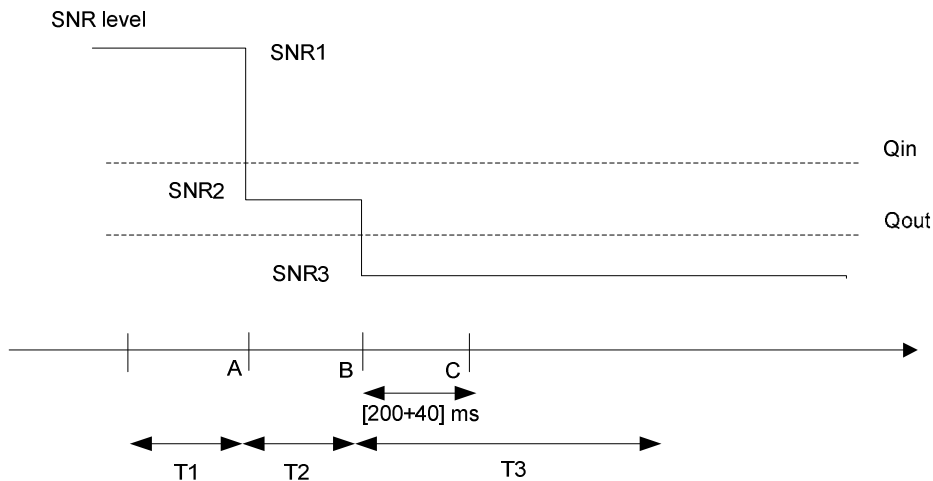 SNR level
SNR1
Qin
SNR2
Qout
SNR3
A
B
C
[200+40] ms
T1
T2
T3